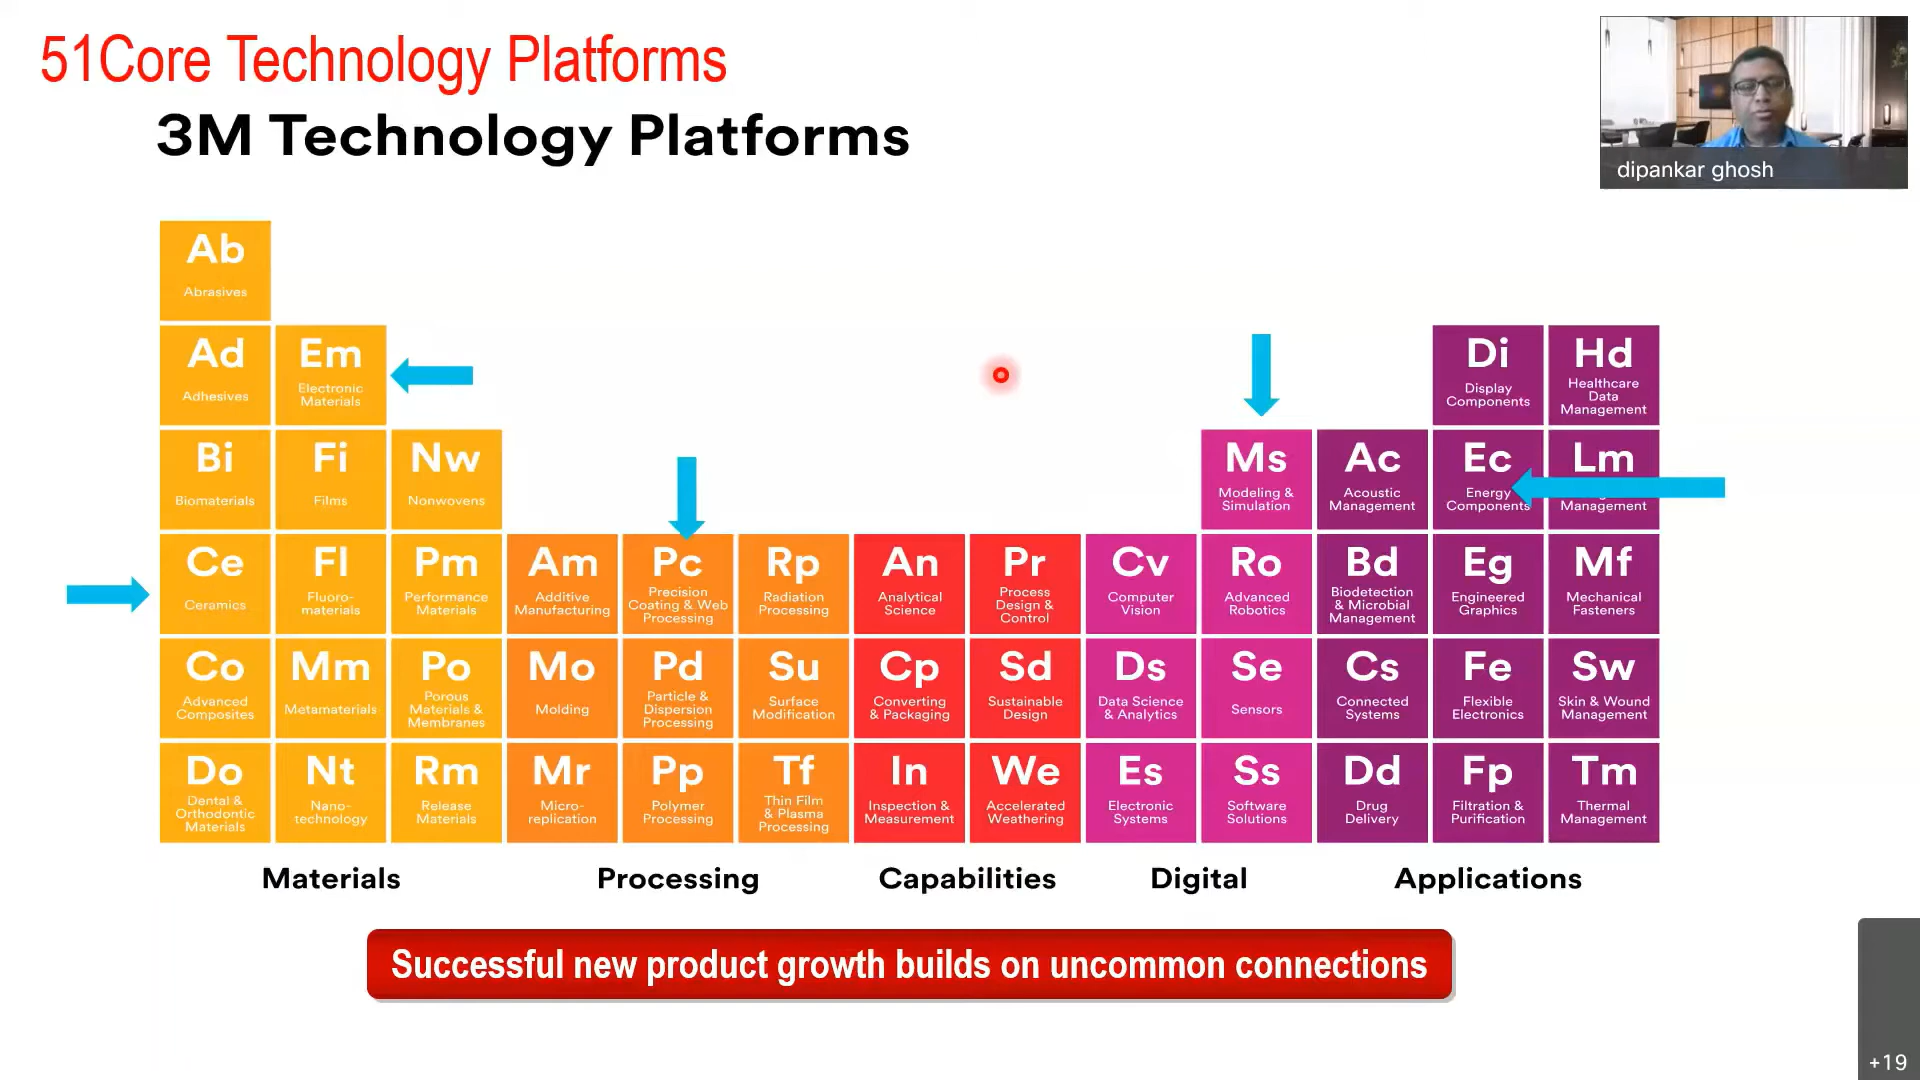 51Core Technology Platforms
3M Technology Platforms
dipankar ghosh
Ab
Abrasives
Ad
Adhesives
Em
Electronic
Materials
Di
Display
Components
Hd
Healthcare
Data
Management
Bi
Biomaterials
Fi
Films
Nw
Nonwovens
Ms
Modeling &
Simulation
Ac
Acoustic
Management
Ec
Energy
Components
Lm
Management
Ce
Ceramics
Fl
Fluoro-
materials
Pm
Performance
Materials
Am
Additive
Manufacturing
Pc
Precision
Coating & Web
Processing
Rp
Radiation
Processing
An
Analytical
Science
Pr
Process
Design &
Control
Cv
Computer
Vision
Ro
Advanced
Robotics
Bd
Biodetection
& Microbial
Management
Eg
Engineered
Graphics
Mf
Mechanical
Fasteners
Co
Advanced
Composites
Mm
Metamaterials
Po
Porous
Materials &
Membranes
Mo
Molding
Pd
Particle &
Dispersion
Processing
Su
Surface
Modification
Cp
Converting
& Packaging
Sd
Sustainable
Design
Ds
Data Science
& Analytics
Se
Sensors
Cs
Connected
Systems
Fe
Flexible
Electronics
Sw
Skin & Wound
Management
Do
Dental &
Orthodontic
Materials
Nt
Nano-
technology
Rm
Release
Materials
Mr
Micro-
replication
Pp
Polymer
Processing
Tf
Thin Film
& Plasma
Processing
In
Inspection &
Measurement
We
Accelerated
Weathering
Es
Electronic
Systems
Ss
Software
Solutions
Dd
Drug
Delivery
Fp
Filtration &
Purification
Tm
Thermal
Management
Materials
Processing
Capabilities
Digital
Applications
Successful new product growth builds on uncommon connections
+19